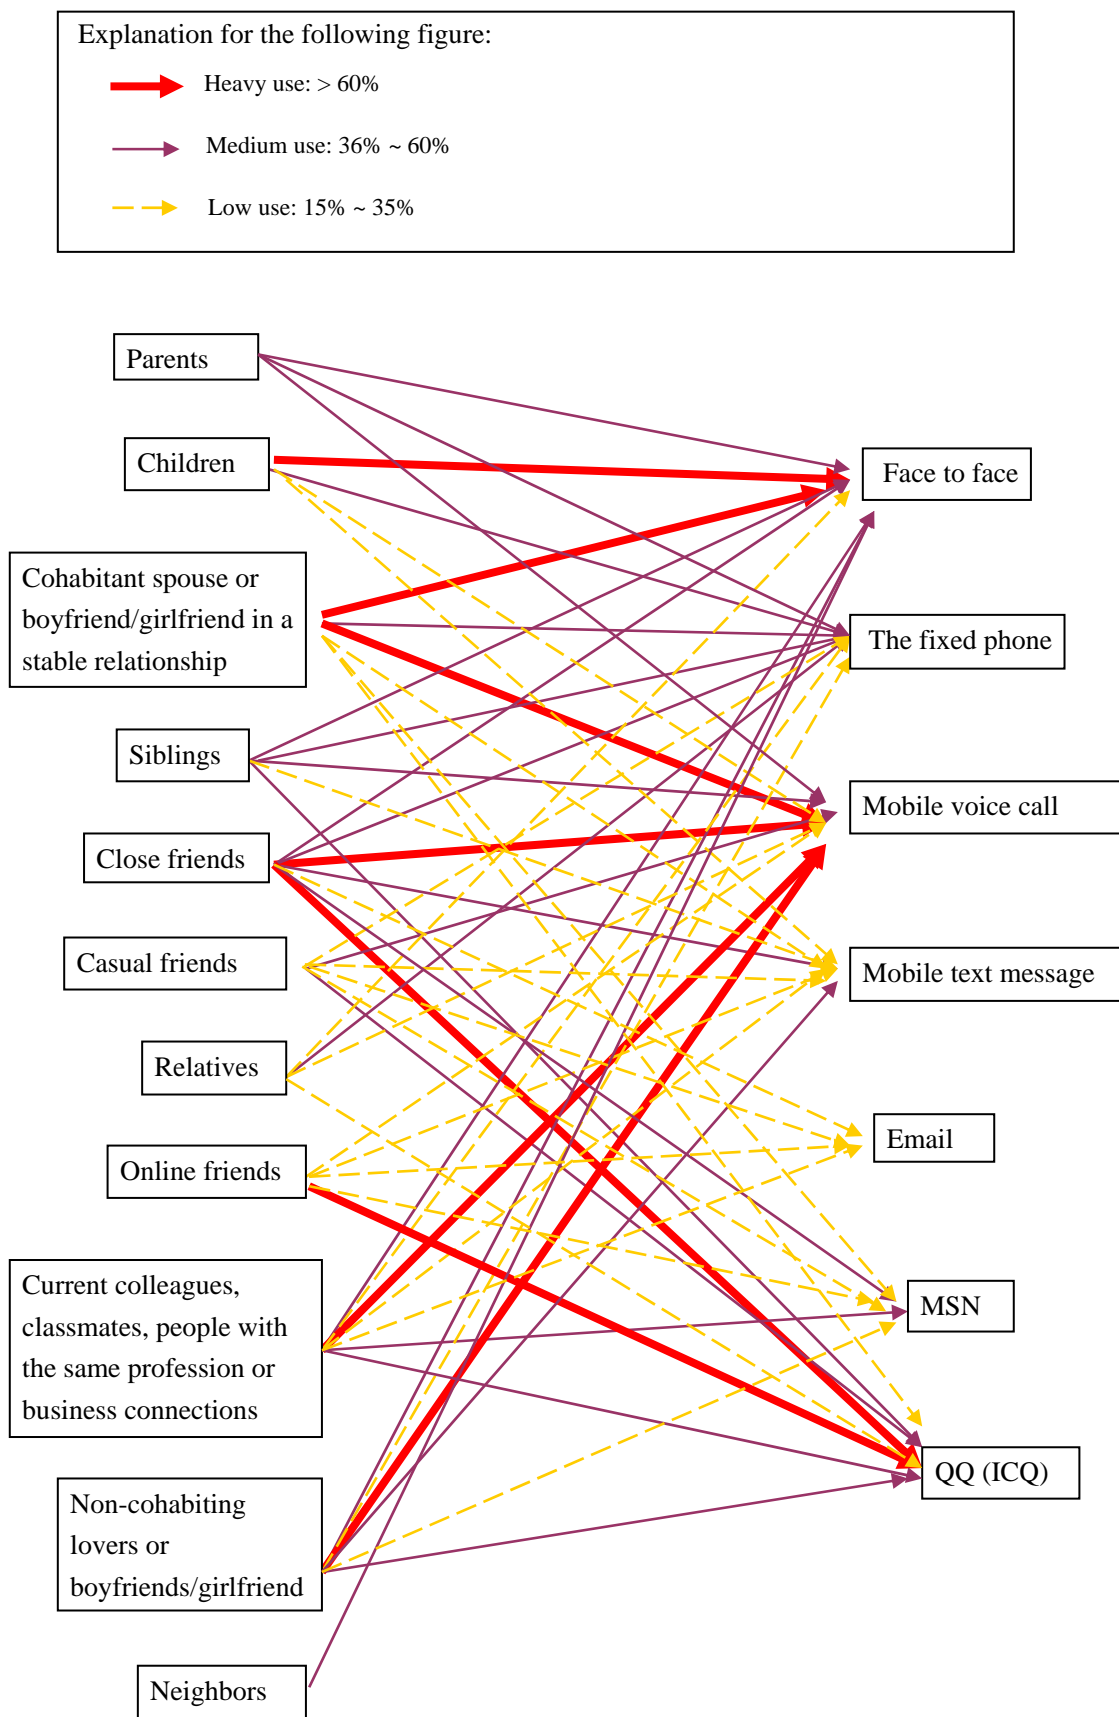 Explanation for the following figure:
Heavy use: > 60%
Medium use: 36% ~ 60%
Low use: 15% ~ 35%
Parents
Children
Cohabitant spouse or
boyfriend/girlfriend in a
stable relationship
Siblings
Close friends
Casual friends
Relatives
Online friends
Current colleagues,
classmates, people with
the same profession or
business connections
Non-cohabiting
lovers or
boyfriends/girlfriend
Neighbors
Face to face
The fixed phone
Mobile voice call
Mobile text message
Email
MSN
QQ (ICQ)